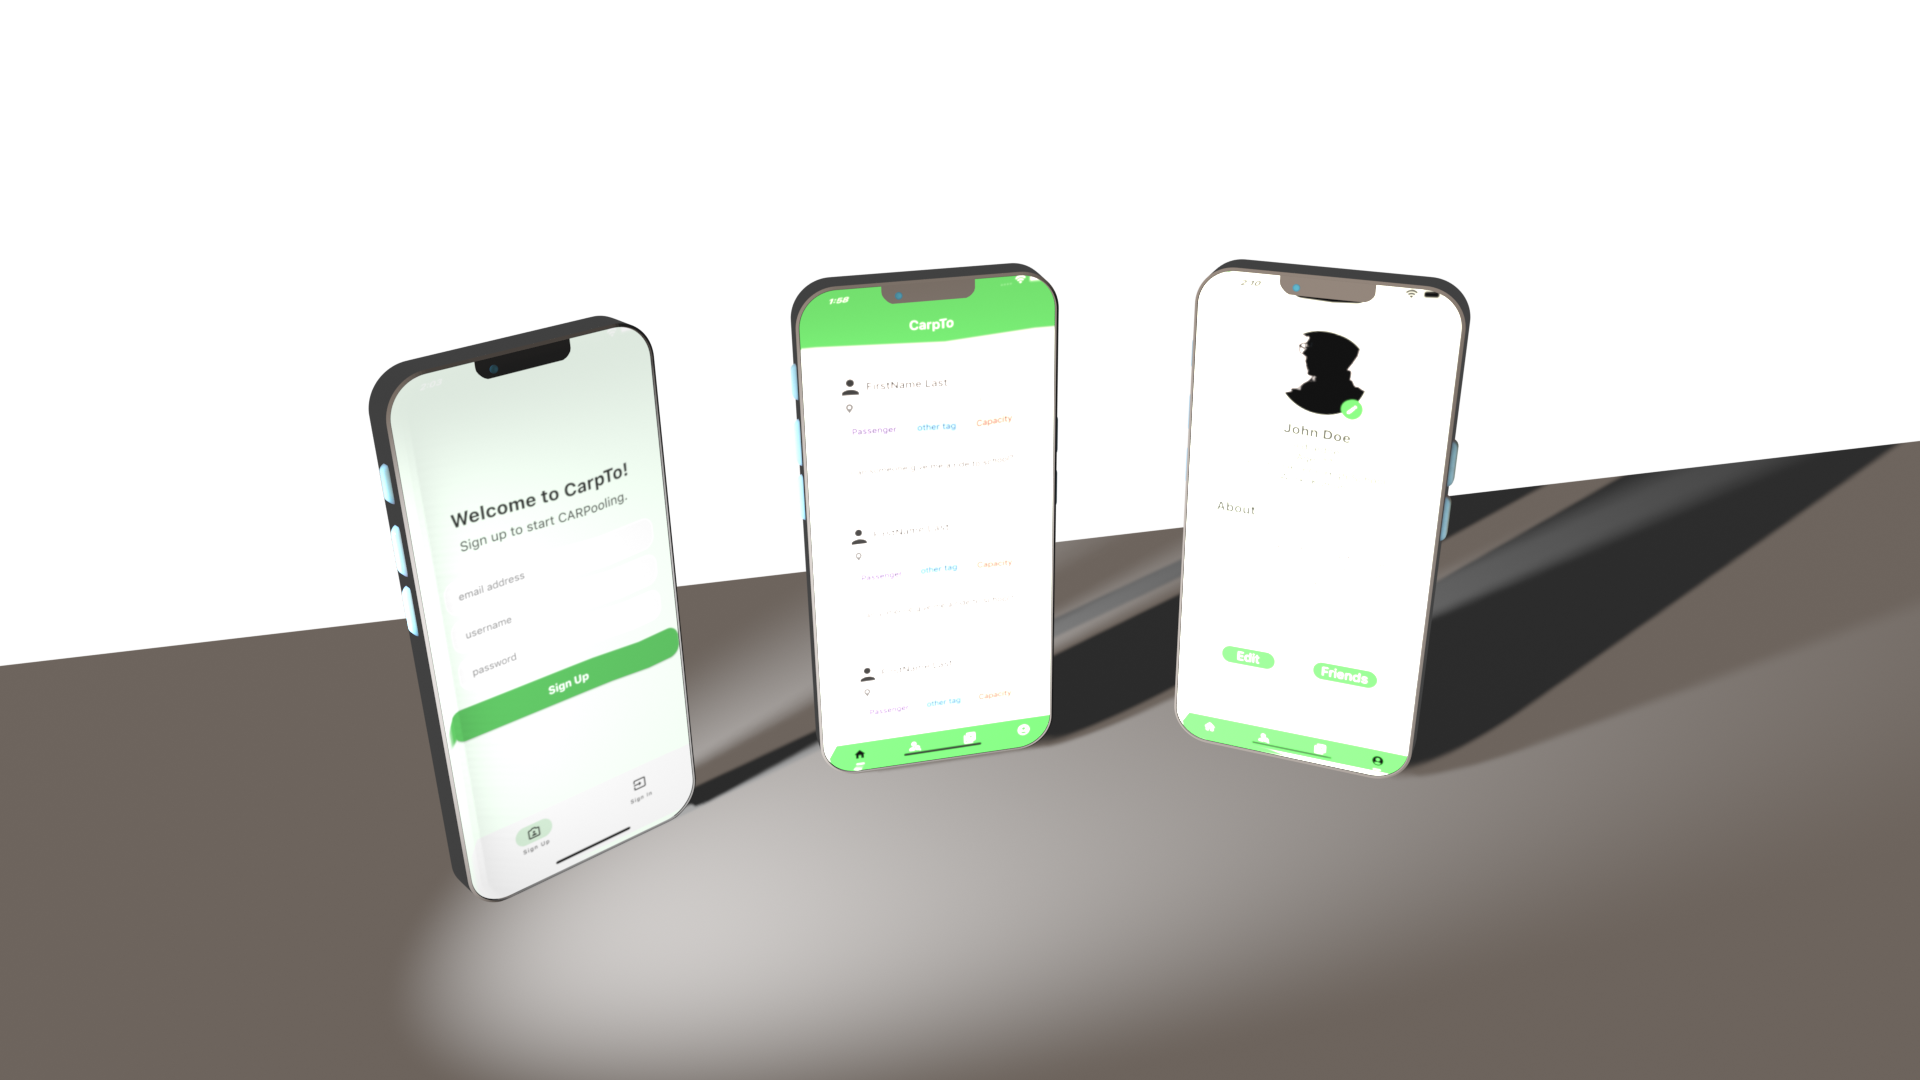 Welcome to CarpTo!
Sign up to start CARPooling.
email address
username
password
Sign Up
Sign Up
Sign In
1:58
CarpTo
FirstName Last
Passenger other tag Capacity
FirstName Last
Passenger other tag Capacity
FirstName Last
Passenger other tag Capacity
2:10
John Doe
About
Edit Friends